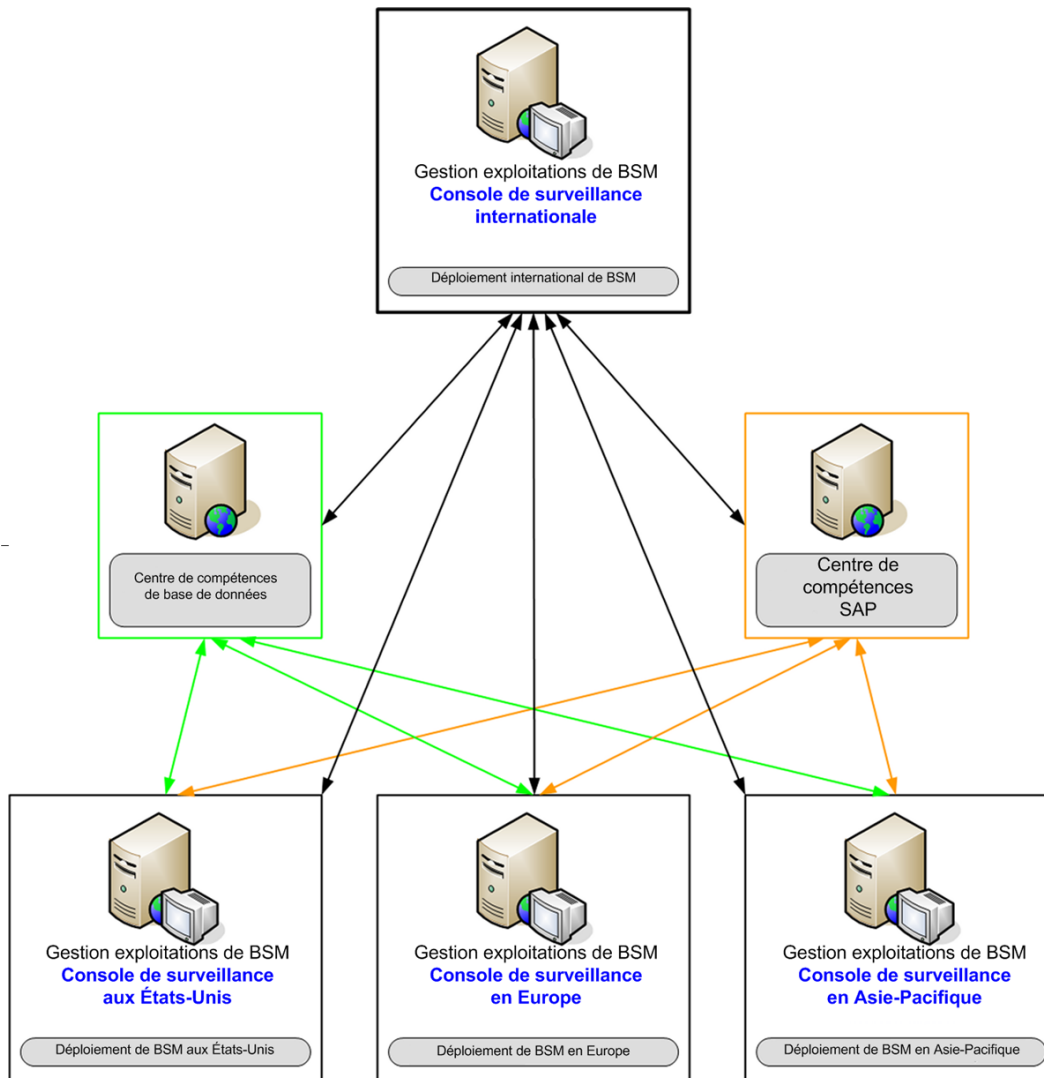 Gestion exploitations de BSM
Console de surveillance
internationale
Déploiement international de BSM
Centre de compétences
de base de données
Centre de
compétences
SAP
Gestion exploitations de BSM
Console de surveillance
aux États-Unis
Déploiement de BSM aux États-Unis
Gestion exploitations de BSM
Console de surveillance
en Europe
Déploiement de BSM en Europe
Gestion exploitations de BSM
Console de surveillance
en Asie-Pacifique
Déploiement de BSM en Asie-Pacifique